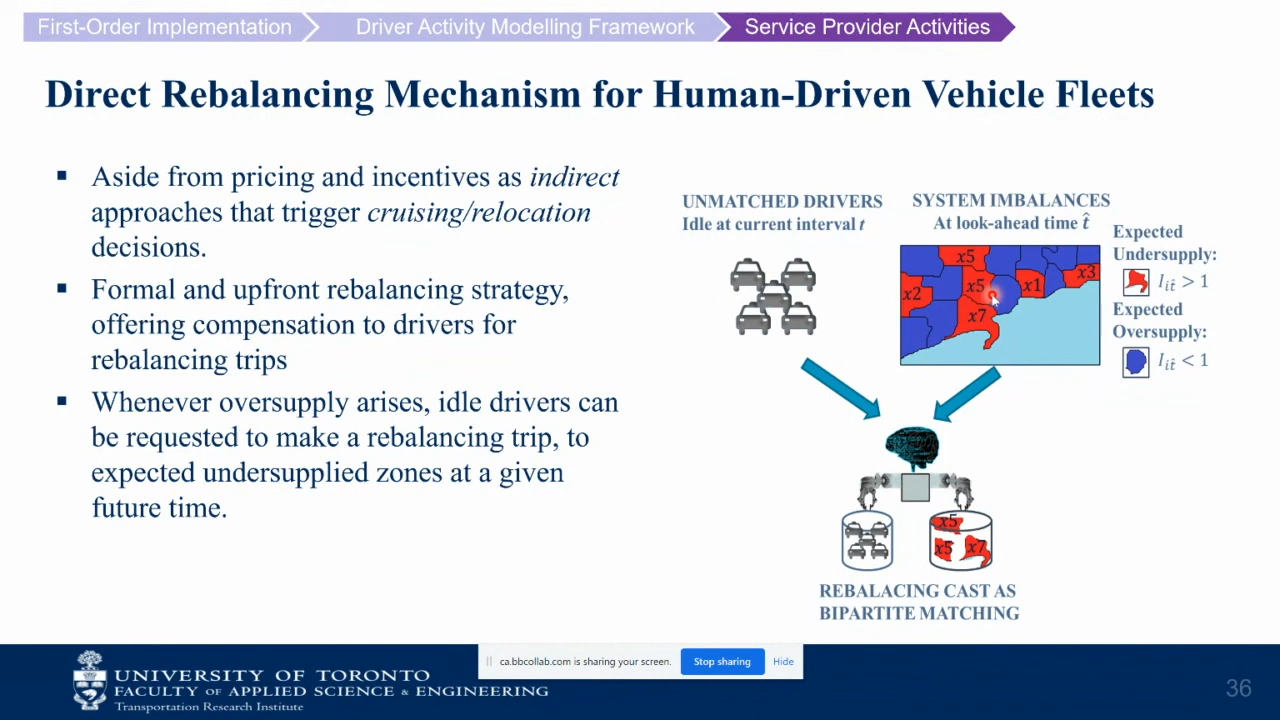 First-Order Implementation
Driver Activity Modelling Framework
Service Provider Activities
Direct Rebalancing Mechanism for Human-Driven Vehicle Fleets
▪ Aside from pricing and incentives as indirect
approaches that trigger cruising/relocation
decisions.
▪ Formal and upfront rebalancing strategy,
offering compensation to drivers for
rebalancing trips
▪ Whenever oversupply arises, idle drivers can
be requested to make a rebalancing trip, to
expected undersupplied zones at a given
future time.
UNMATCHED DRIVERS
Idle at current interval t
SYSTEM IMBALANCES
At look-ahead time t̂
x5
x2
x5
x1
x3
x7
Expected
Undersupply:
I_{it̂} > 1
Expected
Oversupply:
I_{it̂} < 1
x5
x5
x7
REBALACING CAST AS
BIPARTITE MATCHING
UNIVERSITY OF TORONTO
FACULTY OF APPLIED SCIENCE & ENGINEERING
Transportation Research Institute
ca.bbcollab.com is sharing your screen.
Stop sharing
Hide
36